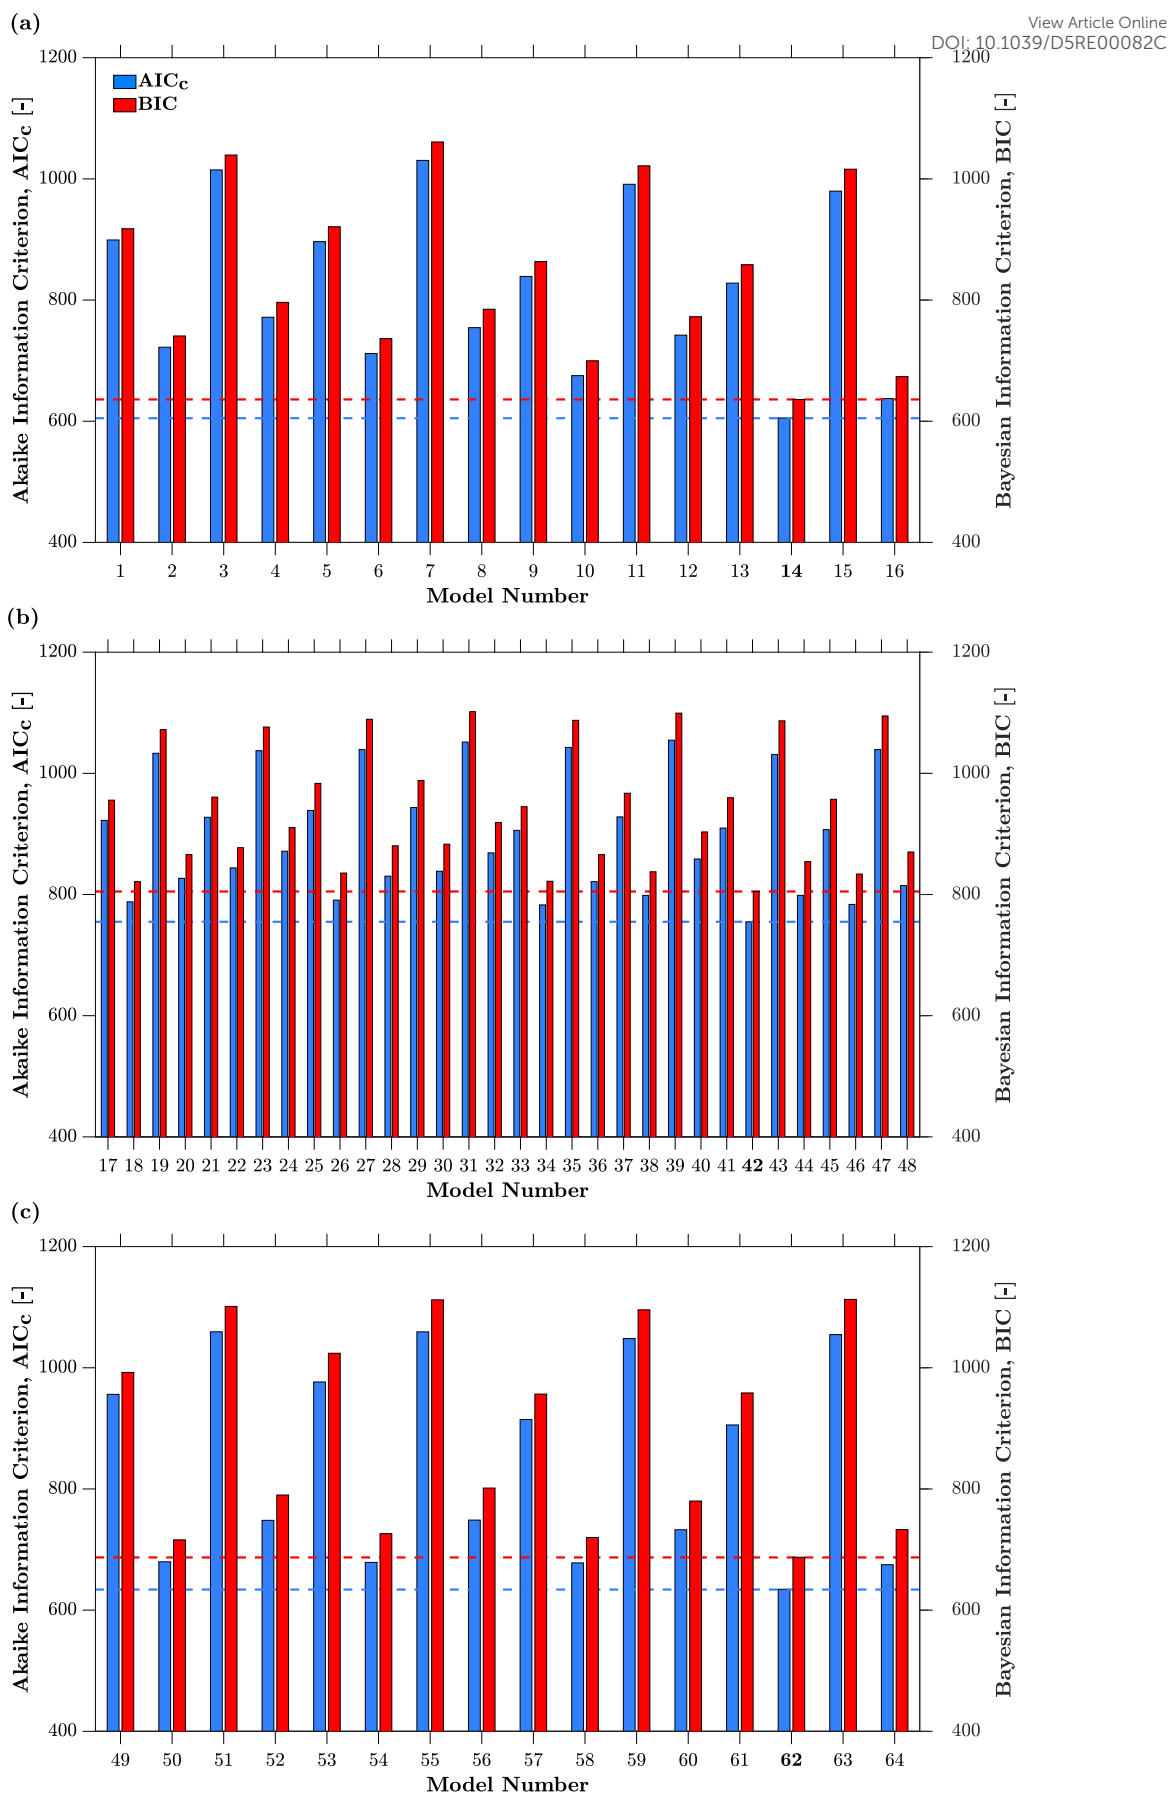 (a)
View Article Online
DOI: 10.1039/D5RE00082C
1200 1200
AICc
BIC
1000 1000
800 800
600 600
400 400
Akaike Information Criterion, AICc [-]
Bayesian Information Criterion, BIC [-]
1 2 3 4 5 6 7 8 9 10 11 12 13 14 15 16
Model Number
(b)
1200 1200
1000 1000
800 800
600 600
400 400
Akaike Information Criterion, AICc [-]
Bayesian Information Criterion, BIC [-]
17 18 19 20 21 22 23 24 25 26 27 28 29 30 31 32 33 34 35 36 37 38 39 40 41 42 43 44 45 46 47 48
Model Number
(c)
1200 1200
1000 1000
800 800
600 600
400 400
Akaike Information Criterion, AICc [-]
Bayesian Information Criterion, BIC [-]
49 50 51 52 53 54 55 56 57 58 59 60 61 62 63 64
Model Number